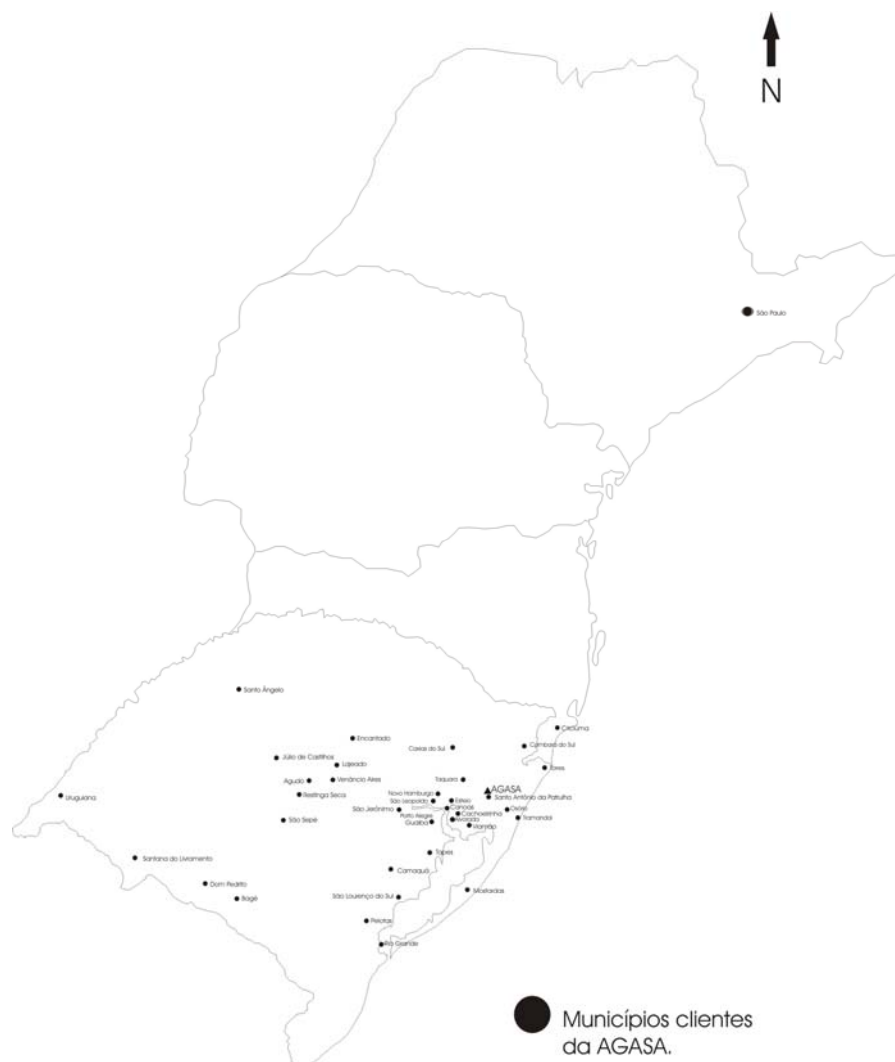 N
São Paulo
Santo Ângelo
Criciúma
Encantado
Caxias do Sul
Cambará do Sul
Júlio de Castilhos
Lajeado
Torres
Agudo
Venâncio Aires
Taquara
AGASA
Uruguiana
Restinga Seca
Novo Hamburgo
São Leopoldo
Esteio
Santo Antônio da Patrulha
São Jerônimo
Canoas
Osório
Cachoeirinha
Porto Alegre
Tramandaí
São Sepé
Guaíba
Alvorada
Viamão
Tapes
Santana do Livramento
Camaquã
Dom Pedrito
Mostardas
Bagé
São Lourenço do Sul
Pelotas
Rio Grande
Municípios clientes
da AGASA.